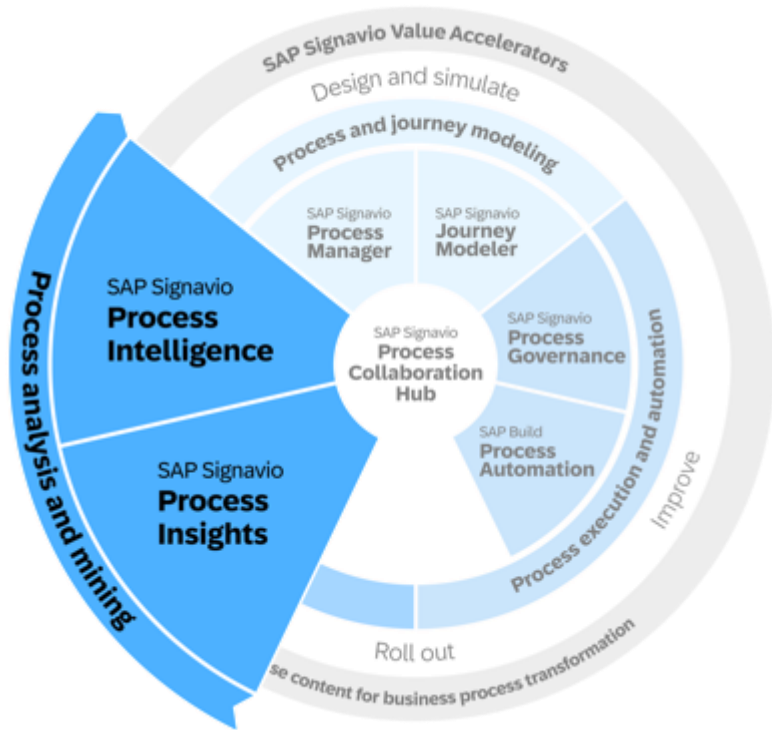 SAP Signavio Value Accelerators
Design and simulate
Process and journey modeling
SAP Signavio
Process
Manager
SAP Signavio
Journey
Modeler
SAP Signavio
Process
Intelligence
SAP Signavio
Process
Collaboration
Hub
SAP Signavio
Process
Governance
SAP Build
Process
Automation
SAP Signavio
Process
Insights
Process analysis and mining
Process execution and automation
Improve
Roll out
se content for business process transformation